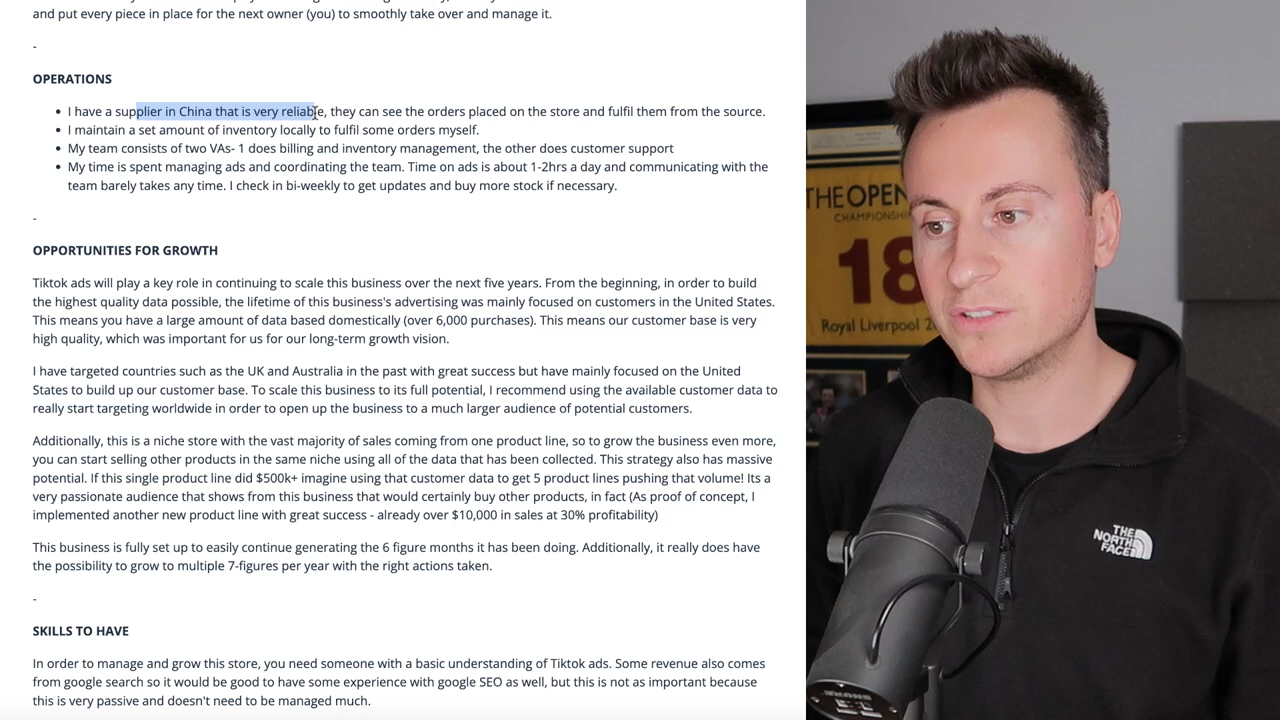 and put every piece in place for the next owner (you) to smoothly take over and manage it.
-
OPERATIONS
• I have a supplier in China that is very reliable, they can see the orders placed on the store and fulfil them from the source.
• I maintain a set amount of inventory locally to fulfil some orders myself.
• My team consists of two VAs- 1 does billing and inventory management, the other does customer support
• My time is spent managing ads and coordinating the team. Time on ads is about 1-2hrs a day and communicating with the
team barely takes any time. I check in bi-weekly to get updates and buy more stock if necessary.
-
OPPORTUNITIES FOR GROWTH
Tiktok ads will play a key role in continuing to scale this business over the next five years. From the beginning, in order to build
the highest quality data possible, the lifetime of this business's advertising was mainly focused on customers in the United States.
This means you have a large amount of data based domestically (over 6,000 purchases). This means our customer base is very
high quality, which was important for us for our long-term growth vision.
I have targeted countries such as the UK and Australia in the past with great success but have mainly focused on the United
States to build up our customer base. To scale this business to its full potential, I recommend using the available customer data to
really start targeting worldwide in order to open up the business to a much larger audience of potential customers.
Additionally, this is a niche store with the vast majority of sales coming from one product line, so to grow the business even more,
you can start selling other products in the same niche using all of the data that has been collected. This strategy also has massive
potential. If this single product line did $500k+ imagine using that customer data to get 5 product lines pushing that volume! Its a
very passionate audience that shows from this business that would certainly buy other products, in fact (As proof of concept, I
implemented another new product line with great success - already over $10,000 in sales at 30% profitability)
This business is fully set up to easily continue generating the 6 figure months it has been doing. Additionally, it really does have
the possibility to grow to multiple 7-figures per year with the right actions taken.
-
SKILLS TO HAVE
In order to manage and grow this store, you need someone with a basic understanding of Tiktok ads. Some revenue also comes
from google search so it would be good to have some experience with google SEO as well, but this is not as important because
this is very passive and doesn't need to be managed much.
THE OPEN
CHAMPIONSHIP
18
Royal Liverpool
THE
NORTH
FACE